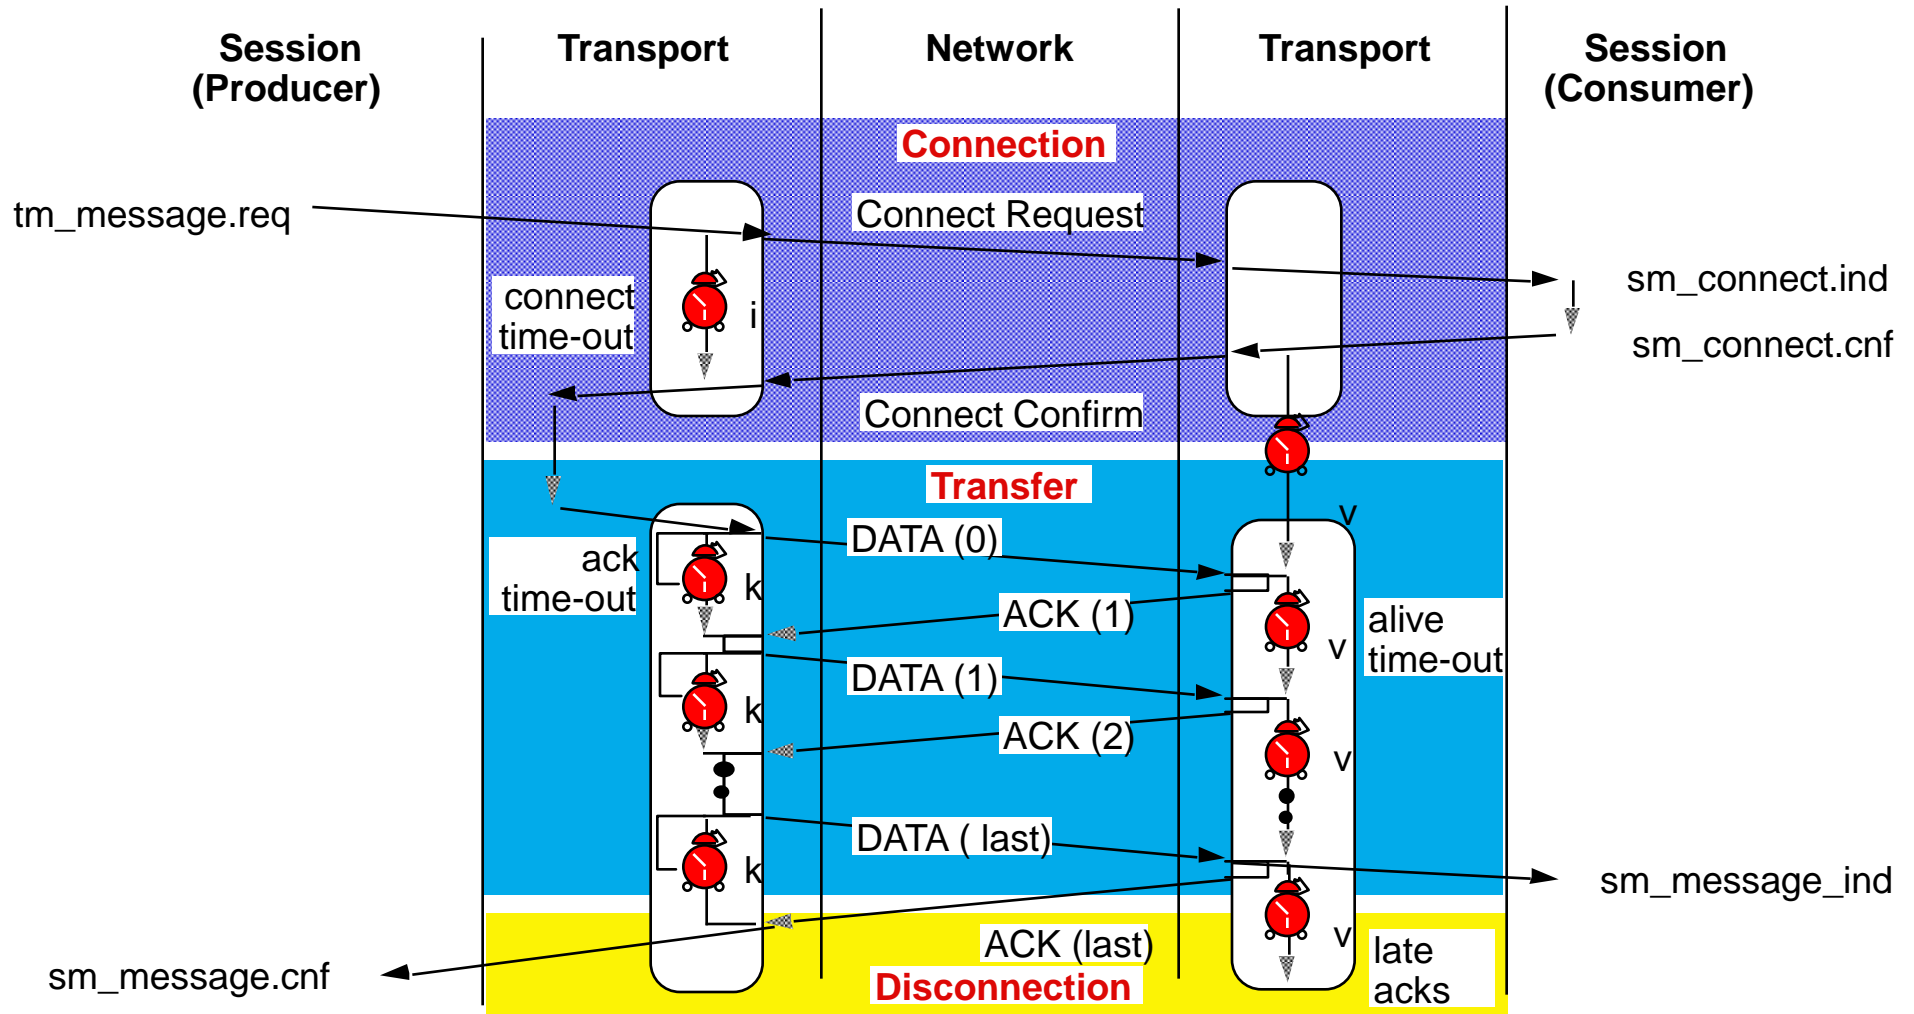 Session
(Producer)
Transport
Network
Transport
Session
(Consumer)
Connection
tm_message.req
Connect Request
sm_connect.ind
connect
time-out
i
sm_connect.cnf
Connect Confirm
Transfer
v
DATA (0)
ack
time-out
k
ACK (1)
alive
time-out
v
DATA (1)
k
ACK (2)
v
DATA ( last)
k
sm_message_ind
ACK (last)
v
late
acks
sm_message.cnf
Disconnection